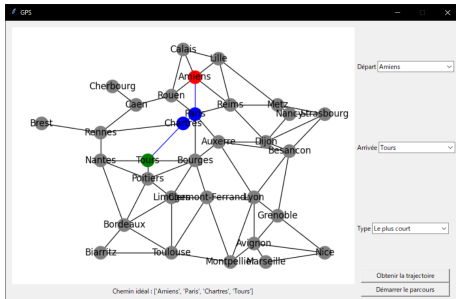 GPS
Calais
Lille
Amiens
Cherbourg
Rouen
Caen
Reims
Metz
Paris
Nancy
Strasbourg
Brest
Chartres
Rennes
Auxerre
Dijon
Besancon
Nantes
Tours
Bourges
Poitiers
Limoges
Clermont-Ferrand
Lyon
Grenoble
Bordeaux
Avignon
Biarritz
Toulouse
Montpellier
Marseille
Nice
Départ Amiens
Arrivée Tours
Type Le plus court
Obtenir la trajectoire
Démarrer le parcours
Chemin idéal : ['Amiens', 'Paris', 'Chartres', 'Tours']